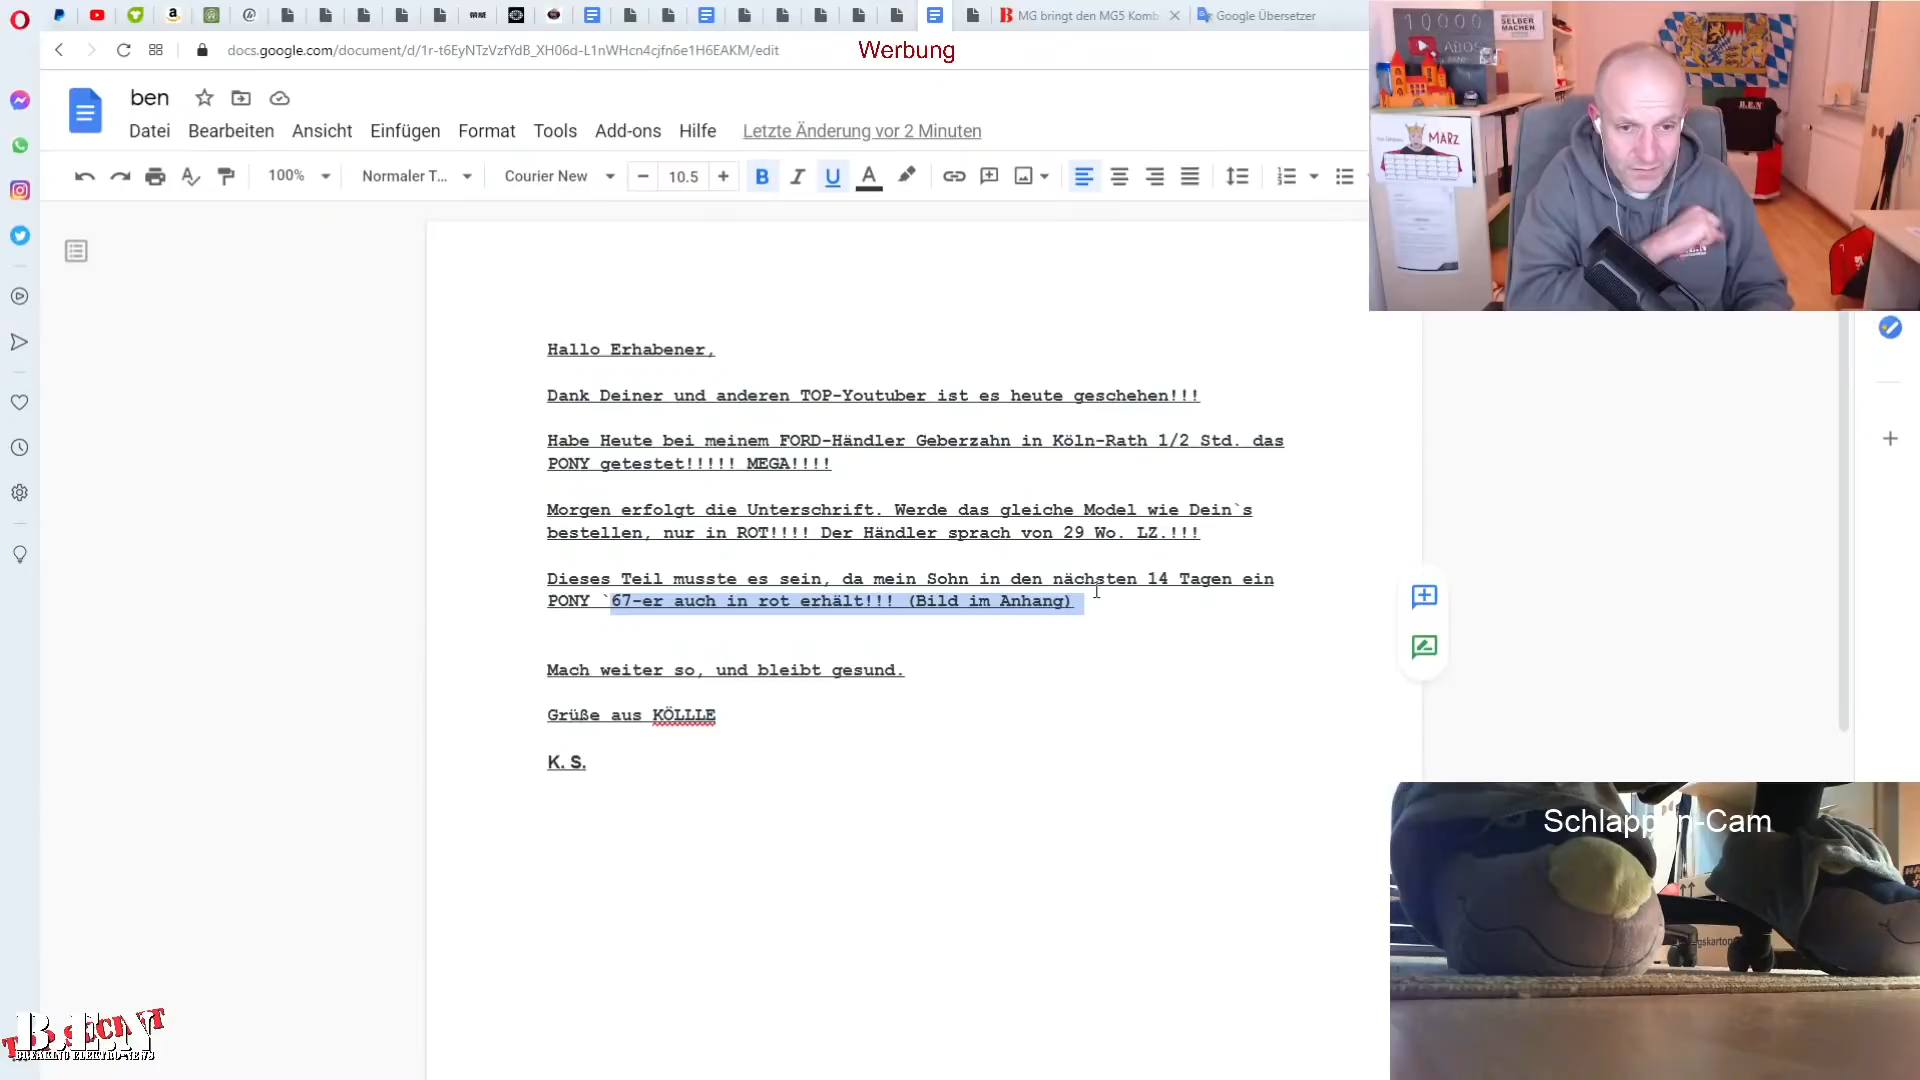 MG bringt den MG5 Komb
Google Übersetzer
docs.google.com/document/d/1r-t6EyNTzVzfYdB_XH06d-L1nWHcn4cjfn6e1H6EAKM/edit
Werbung
ben
Datei Bearbeiten Ansicht Einfügen Format Tools Add-ons Hilfe Letzte Änderung vor 2 Minuten
100% Normaler T... Courier New 10.5
Hallo Erhabener,
Dank Deiner und anderen TOP-Youtuber ist es heute geschehen!!!
Habe Heute bei meinem FORD-Händler Geberzahn in Köln-Rath 1/2 Std. das
PONY getestet!!!!! MEGA!!!!
Morgen erfolgt die Unterschrift. Werde das gleiche Model wie Dein`s
bestellen, nur in ROT!!!! Der Händler sprach von 29 Wo. LZ.!!!
Dieses Teil musste es sein, da mein Sohn in den nächsten 14 Tagen ein
PONY `67-er auch in rot erhält!!! (Bild im Anhang)
Mach weiter so, und bleibt gesund.
Grüße aus KÖLLLE
K. S.
10000
ABOS
SELBER
MACHEN
MÄRZ
B.E.N
Schlappen-Cam
gskarton
B.E.N
BREAKING ELEKTRO-NEWS